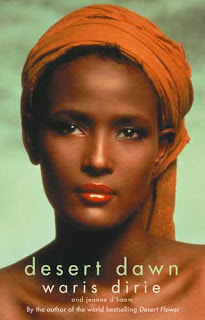 desert dawn
waris dirie
and jeanne d'haem
By the author of the world bestselling Desert Flower